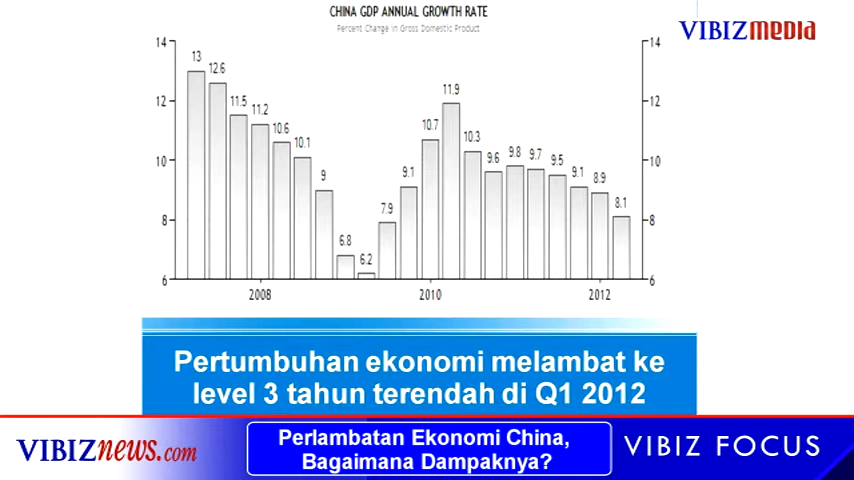 CHINA GDP ANNUAL GROWTH RATE
Percent Change in Gross Domestic Product
VIBIZMEDIA
14 14
13
12.6
12 12
11.5
11.2
10.6
10.1
10 10
9
8 8
6.8
6.2
7.9
9.1
10.7
11.9
10.3
9.6
9.8
9.7
9.5
9.1
8.9
8.1
6 6
2008 2010 2012
Pertumbuhan ekonomi melambat ke
level 3 tahun terendah di Q1 2012
VIBIZNEWS.com
Perlambatan Ekonomi China,
Bagaimana Dampaknya?
VIBIZ FOCUS